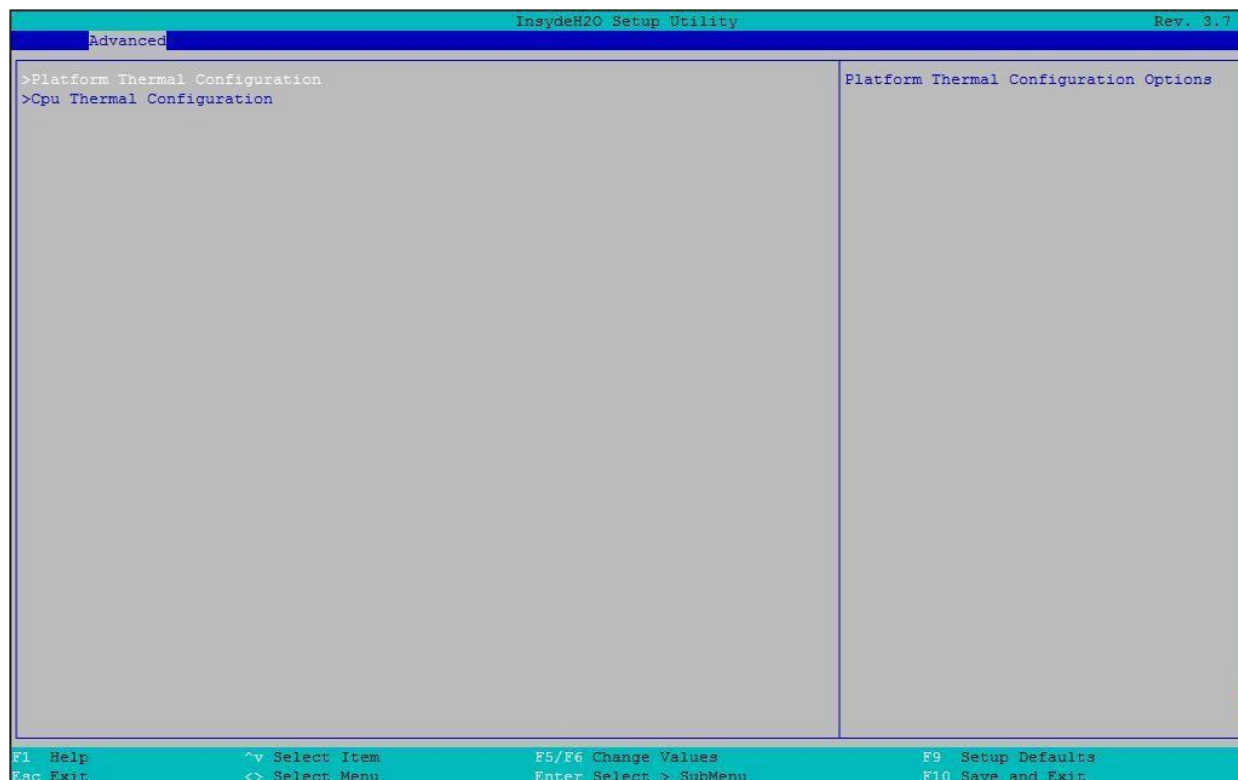 InsydeH20 Setup Utility Rev. 3.7
Advanced
>Platform Thermal Configuration Platform Thermal Configuration Options
>Cpu Thermal Configuration
F1 Help ^v Select Item F5/F6 Change Values F9 Setup Defaults
Esc Exit <> Select Menu Enter Select > SubMenu F10 Save and Exit